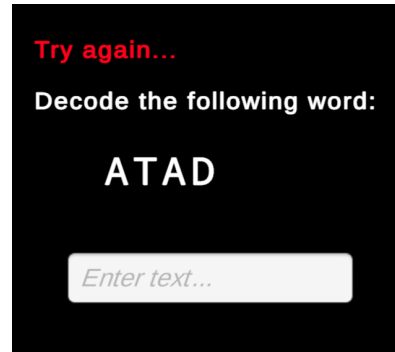 Try again...
Decode the following word:
ATAD
Enter text...